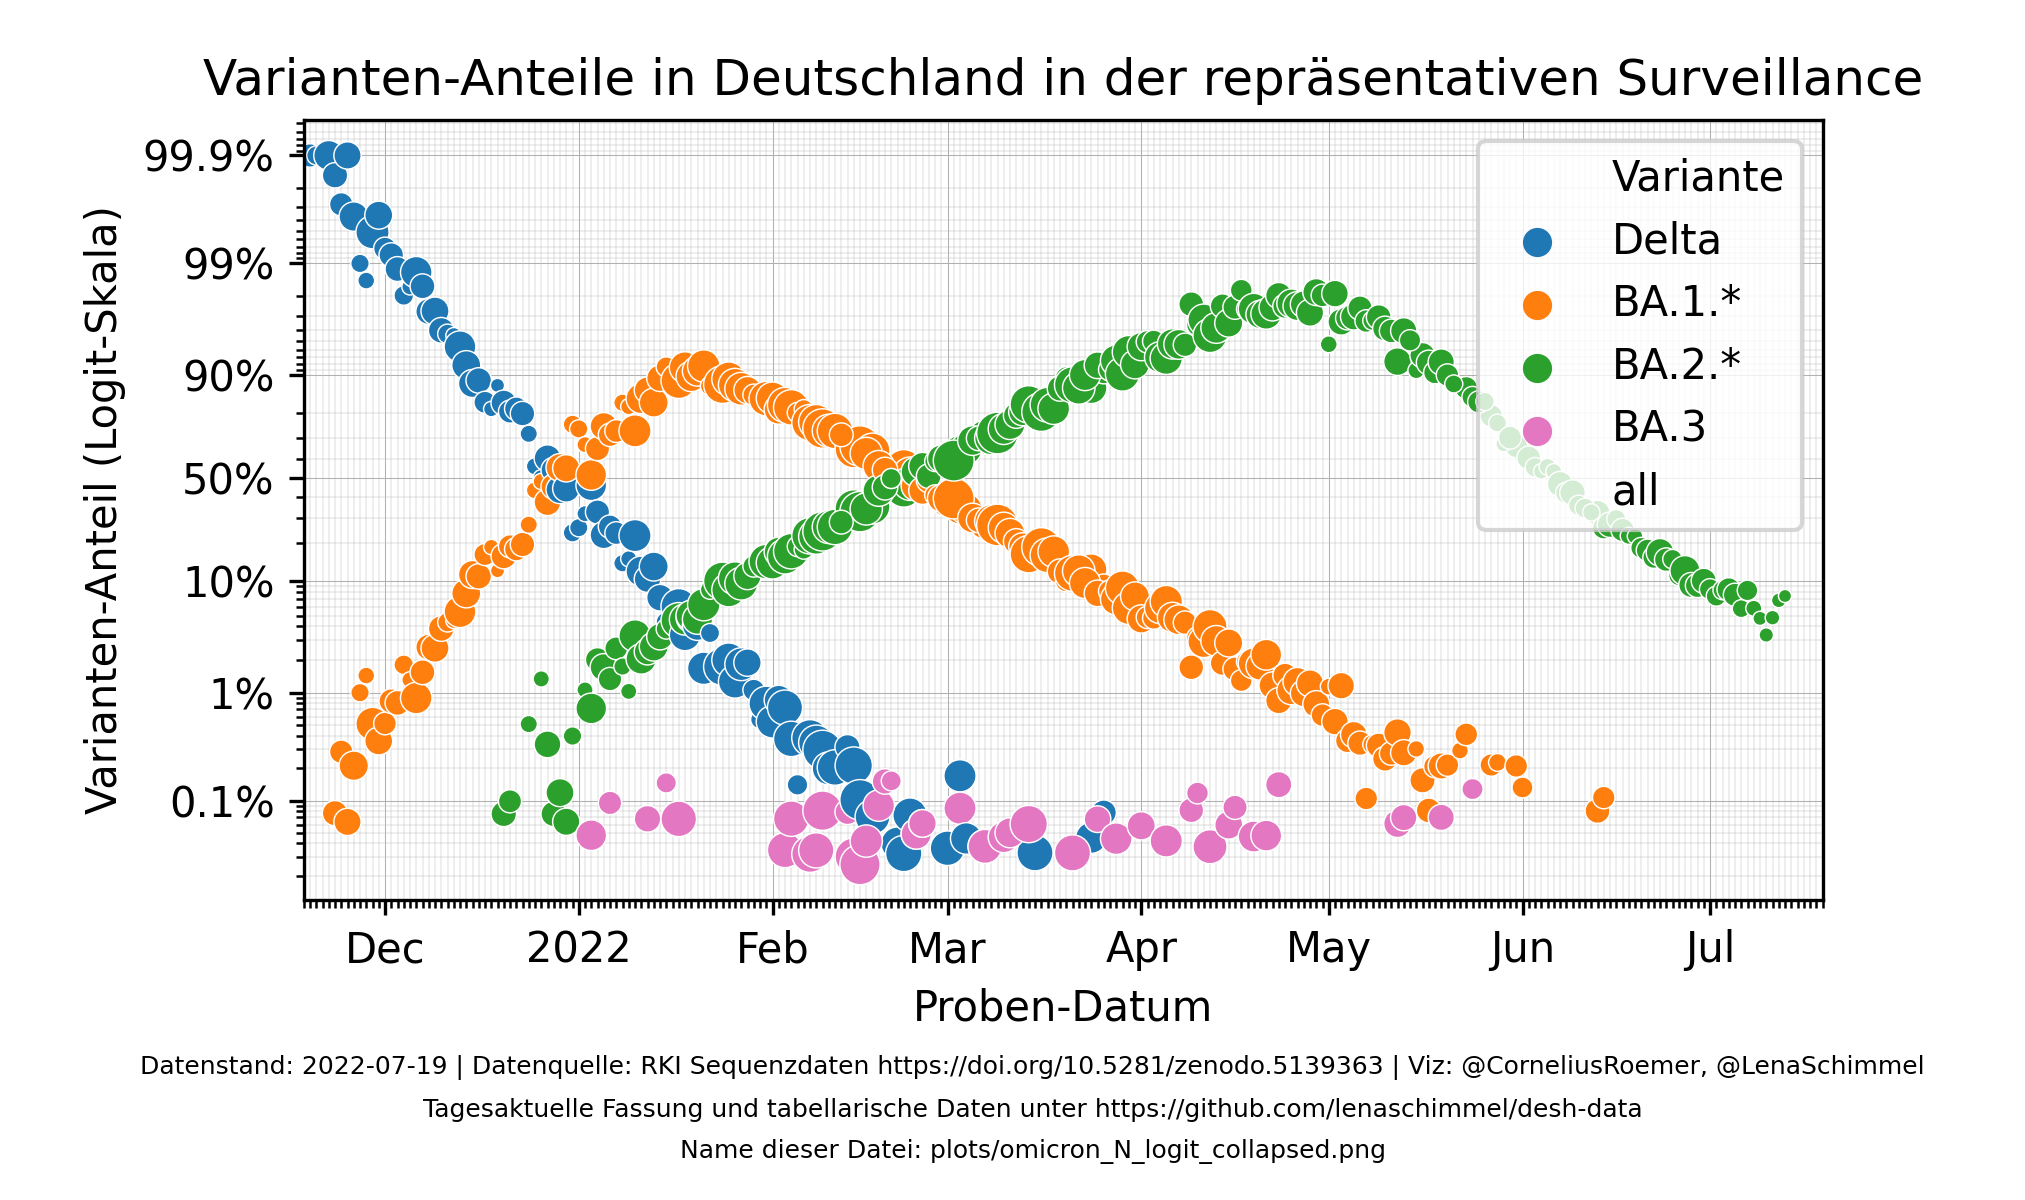 Varianten-Anteile in Deutschland in der repräsentativen Surveillance
Varianten-Anteil (Logit-Skala)
99.9%
99%
90%
50%
10%
1%
0.1%
Variante
Delta
BA.1.*
BA.2.*
BA.3
all
Dec 2022 Feb Mar Apr May Jun Jul
Proben-Datum
Datenstand: 2022-07-19 | Datenquelle: RKI Sequenzdaten https://doi.org/10.5281/zenodo.5139363 | Viz: @CorneliusRoemer, @LenaSchimmel
Tagesaktuelle Fassung und tabellarische Daten unter https://github.com/lenaschimmel/desh-data
Name dieser Datei: plots/omicron_N_logit_collapsed.png